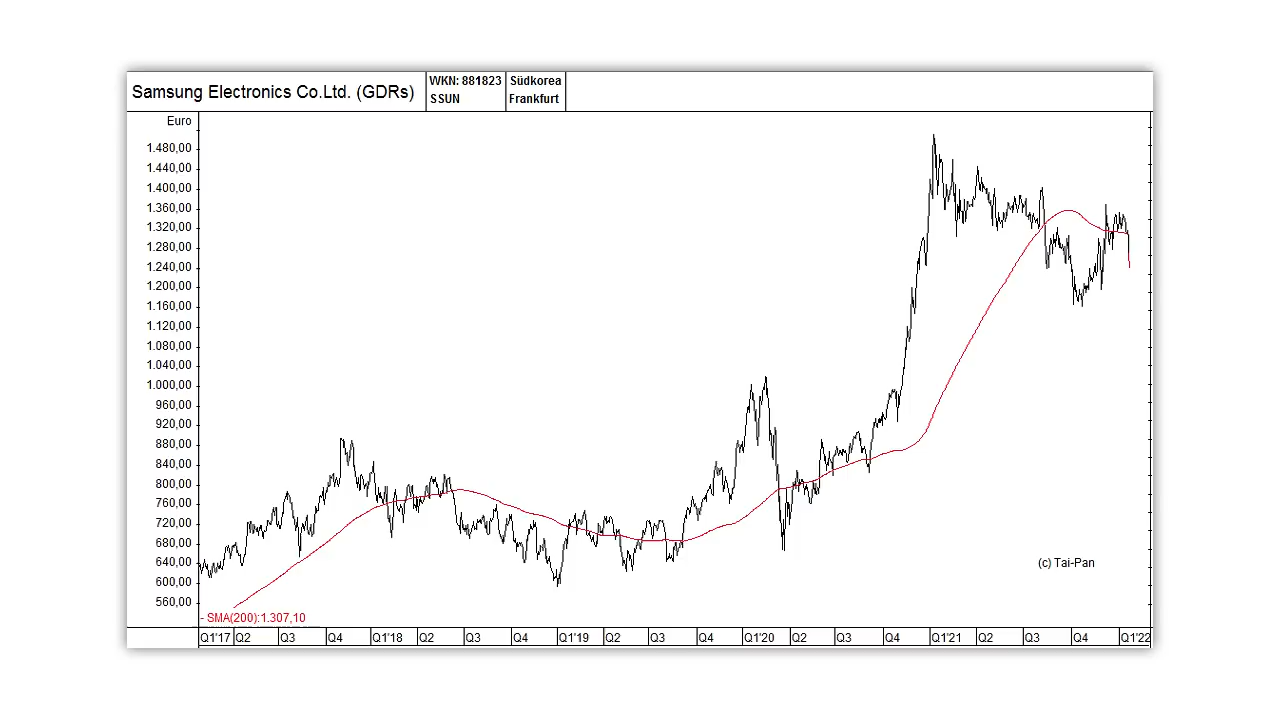 Samsung Electronics Co.Ltd. (GDRs)
WKN: 881823
SSUN
Südkorea
Frankfurt
Euro
1.480,00
1.440,00
1.400,00
1.360,00
1.320,00
1.280,00
1.240,00
1.200,00
1.160,00
1.120,00
1.080,00
1.040,00
1.000,00
960,00
920,00
880,00
840,00
800,00
760,00
720,00
680,00
640,00
600,00
560,00
(c) Tai-Pan
- SMA(200):1.307,10
Q1'17 Q2 Q3 Q4 Q1'18 Q2 Q3 Q4 Q1'19 Q2 Q3 Q4 Q1'20 Q2 Q3 Q4 Q1'21 Q2 Q3 Q4 Q1'22